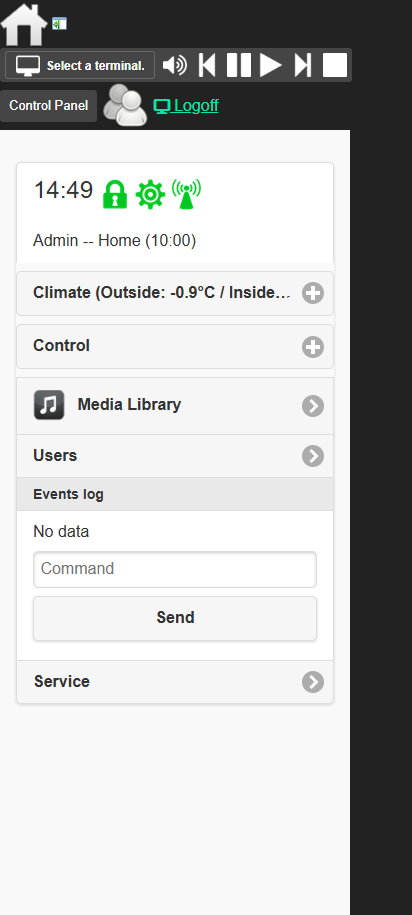 Select a terminal.
Control Panel
Logoff
14:49
Admin -- Home (10:00)
Climate (Outside: -0.9°C / Inside…
Control
Media Library
Users
Events log
No data
Command
Send
Service